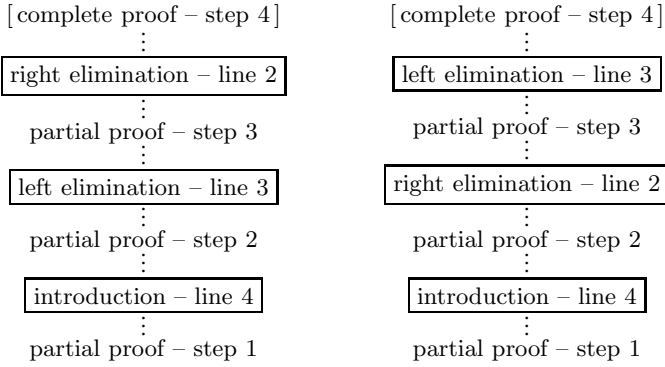 [complete proof – step 4]
right elimination – line 2
partial proof – step 3
left elimination – line 3
partial proof – step 2
introduction – line 4
partial proof – step 1
[complete proof – step 4]
left elimination – line 3
partial proof – step 3
right elimination – line 2
partial proof – step 2
introduction – line 4
partial proof – step 1